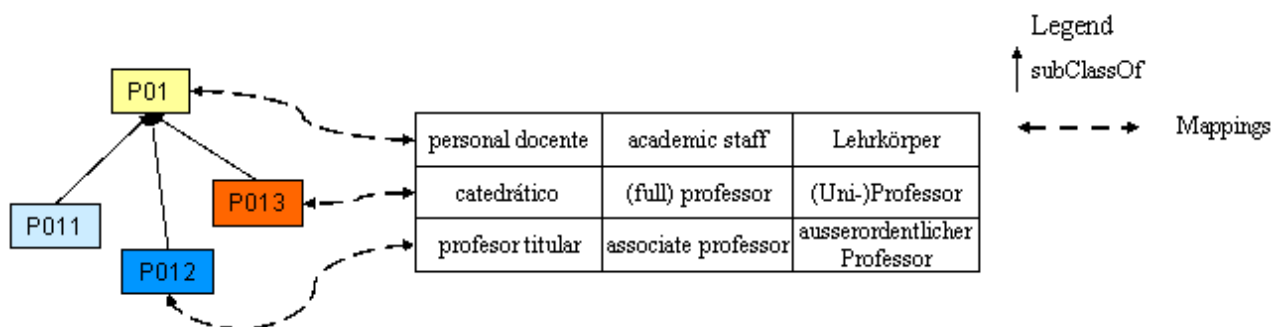 Legend
subClassOf
Mappings
P01
P011
P012
P013
personal docente academic staff Lehrkörper
catedrático (full) professor (Uni-)Professor
profesor titular associate professor ausserordentlicher
Professor